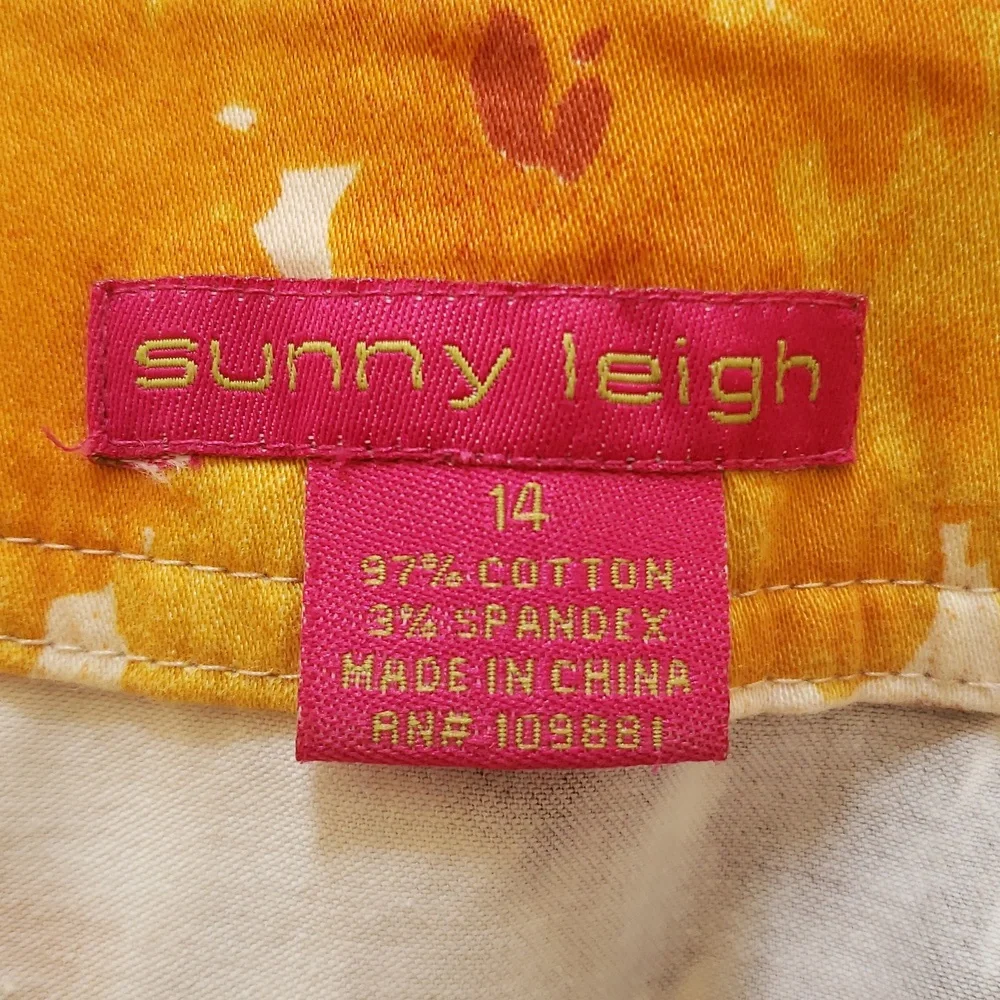 sunny leigh
14
97% COTTON
3% SPANDEX
MADE IN CHINA
RN# 109881